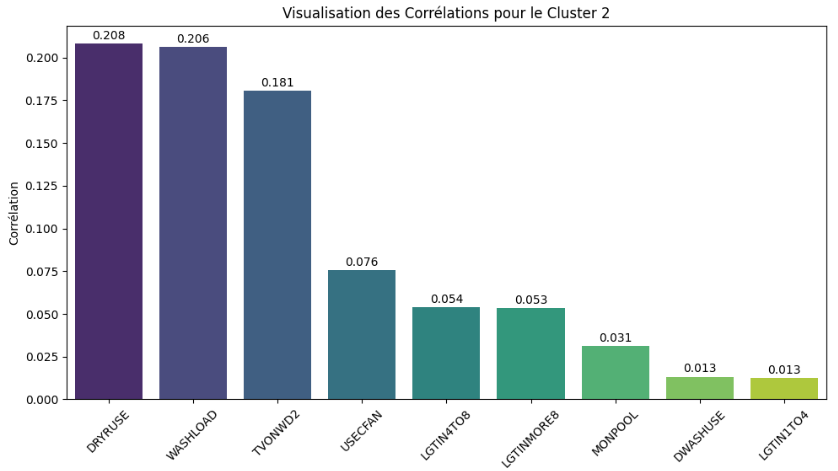 Visualisation des Corrélations pour le Cluster 2
Corrélation
0.200
0.175
0.150
0.125
0.100
0.075
0.050
0.025
0.000
0.208
0.206
0.181
0.076
0.054
0.053
0.031
0.013
0.013
DRYRUSE
WASHLOAD
TVONWD2
USECFAN
LGTIN4TO8
LGTINMORE8
MONPOOL
DWASHUSE
LGTIN1TO4